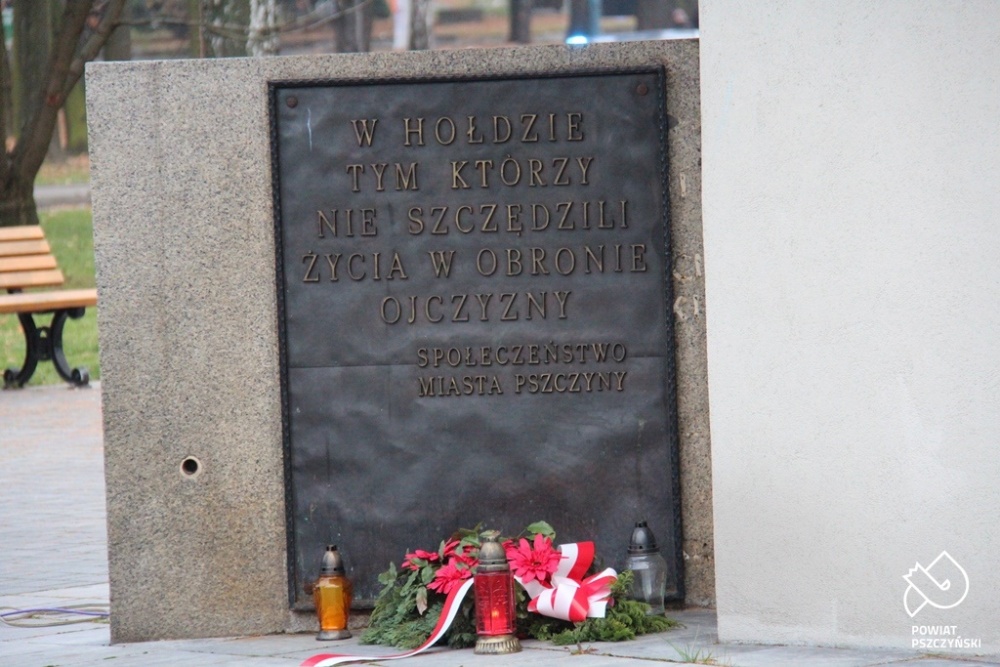 W HOŁDZIE
TYM KTÓRZY
NIE SZCZĘDZILI
ŻYCIA W OBRONIE
OJCZYZNY
SPOŁECZEŃSTWO
MIASTA PSZCZYNY
POWIAT
PSZCZYŃSKI